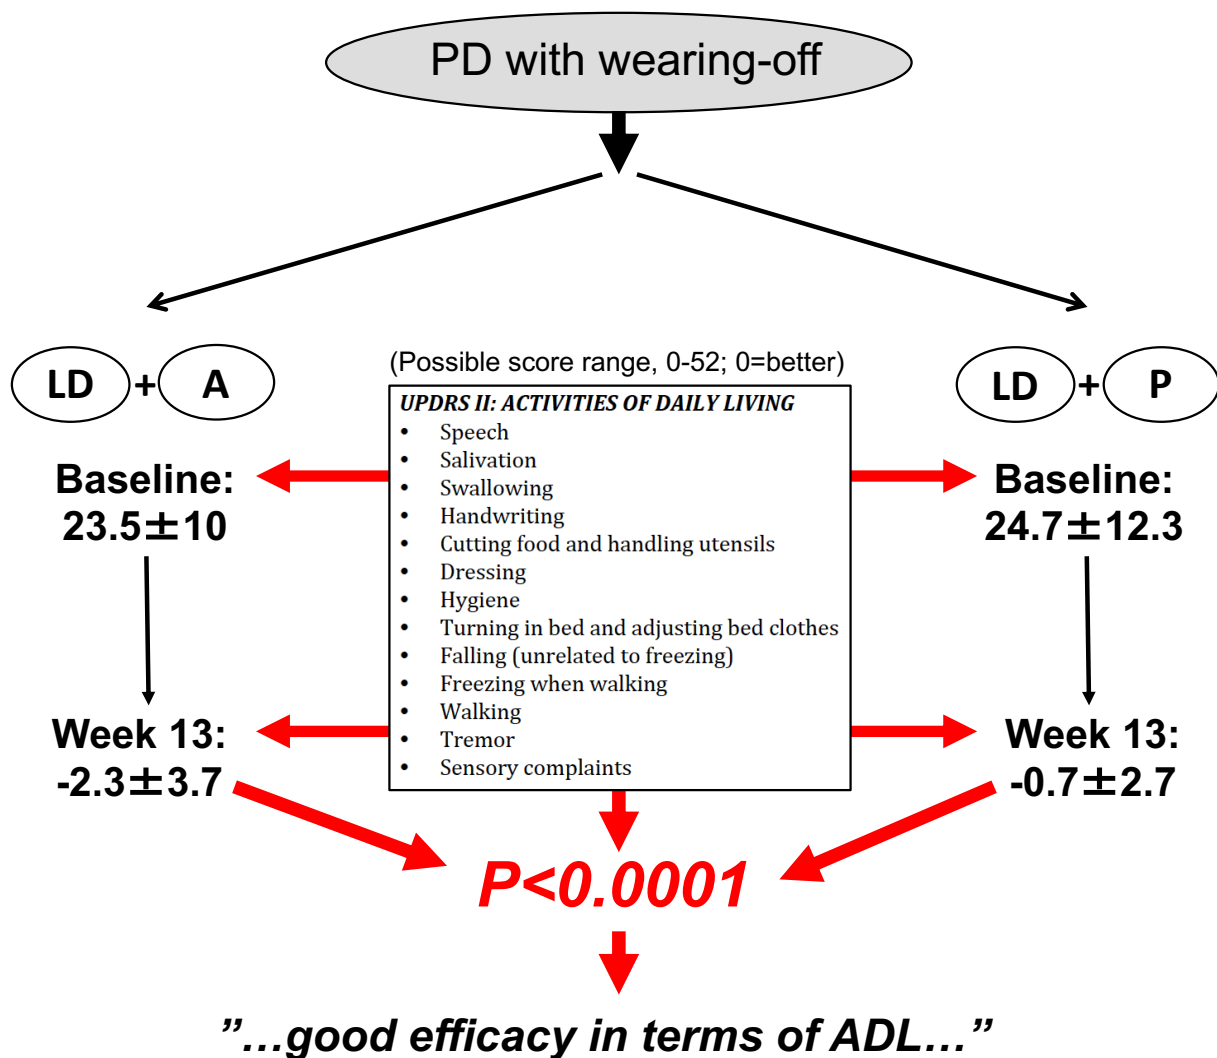 PD with wearing-off
LD + A
(Possible score range, 0-52; 0=better)
LD + P
UPDRS II: ACTIVITIES OF DAILY LIVING
• Speech
• Salivation
• Swallowing
• Handwriting
• Cutting food and handling utensils
• Dressing
• Hygiene
• Turning in bed and adjusting bed clothes
• Falling (unrelated to freezing)
• Freezing when walking
• Walking
• Tremor
• Sensory complaints
Baseline:
23.5±10
Baseline:
24.7±12.3
Week 13:
-2.3±3.7
Week 13:
-0.7±2.7
P<0.0001
”…good efficacy in terms of ADL…”